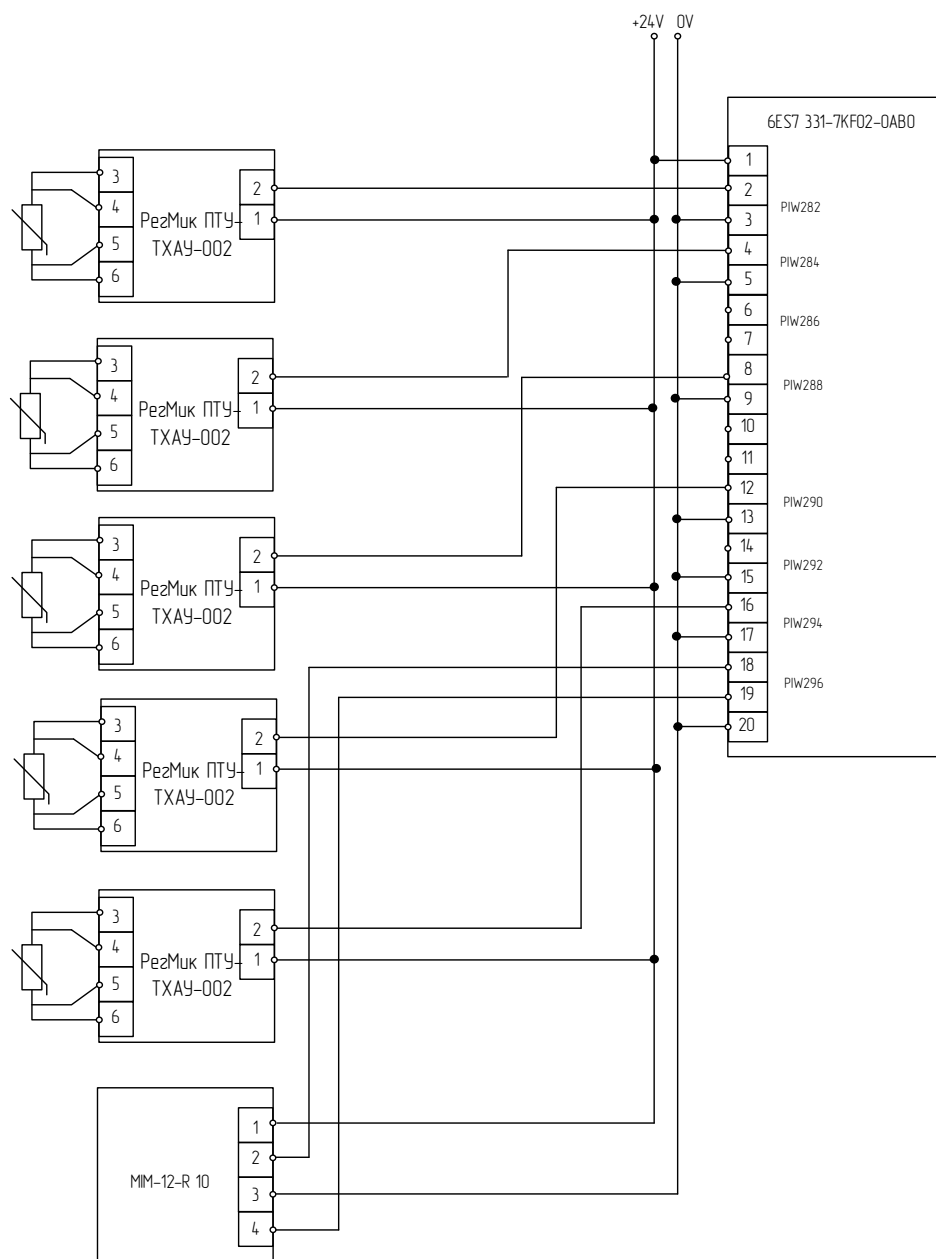 +24V 0V
6ES7 331-7KF02-0AB0
1
2
PIW282
3
4
PIW284
5
6
PIW286
7
8
PIW288
9
10
11
12
PIW290
13
14
PIW292
15
16
PIW294
17
18
PIW296
19
20
3
4
5
6
РегМик ПТУ-
ТХАУ-002
2
1
3
4
5
6
РегМик ПТУ-
ТХАУ-002
2
1
3
4
5
6
РегМик ПТУ-
ТХАУ-002
2
1
3
4
5
6
РегМик ПТУ-
ТХАУ-002
2
1
3
4
5
6
РегМик ПТУ-
ТХАУ-002
2
1
MIM-12-R 10
1
2
3
4